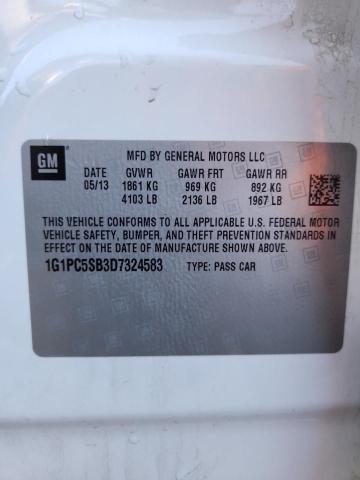 GM
MFD BY GENERAL MOTORS LLC
DATE GVWR GAWR FRT GAWR RR
05/13 1861 KG 969 KG 892 KG
4103 LB 2136 LB 1967 LB
THIS VEHICLE CONFORMS TO ALL APPLICABLE U.S. FEDERAL MOTOR
VEHICLE SAFETY, BUMPER, AND THEFT PREVENTION STANDARDS IN
EFFECT ON THE DATE OF MANUFACTURE SHOWN ABOVE.
1G1PC5SB3D7324583 TYPE: PASS CAR